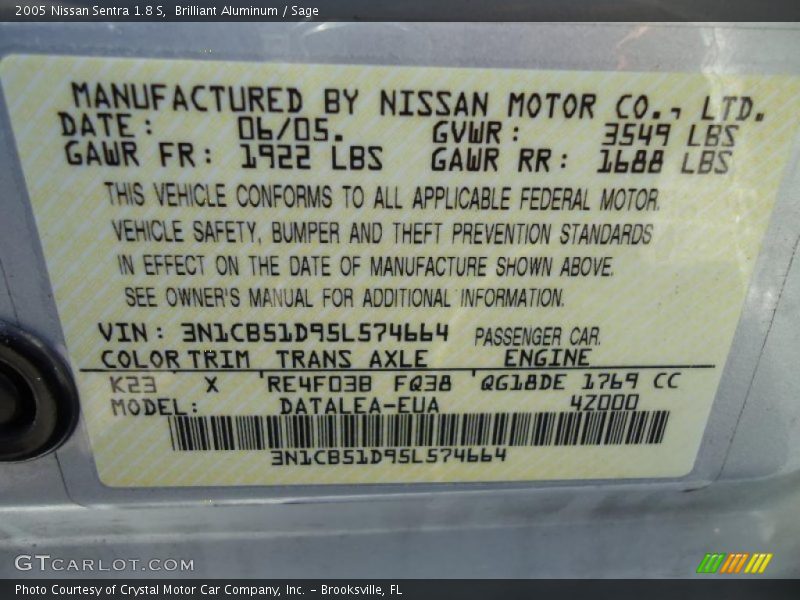 2005 Nissan Sentra 1.8 S,  Brilliant Aluminum / Sage
MANUFACTURED BY NISSAN MOTOR CO., LTD.
DATE: 06/05. GVWR: 3549 LBS
GAWR FR: 1922 LBS GAWR RR: 1688 LBS
THIS VEHICLE CONFORMS TO ALL APPLICABLE FEDERAL MOTOR.
VEHICLE SAFETY, BUMPER AND THEFT PREVENTION STANDARDS
IN EFFECT ON THE DATE OF MANUFACTURE SHOWN ABOVE.
SEE OWNER'S MANUAL FOR ADDITIONAL INFORMATION.
VIN: 3N1CB51D95L574664 PASSENGER CAR.
COLOR TRIM TRANS AXLE ENGINE
K23 X RE4F03B FQ38 QG18DE 1769 CC
MODEL: DATALEA-EUA 4Z000
3N1CB51D95L574664
GTCARLOT.COM
Photo Courtesy of Crystal Motor Car Company, Inc. – Brooksville, FL